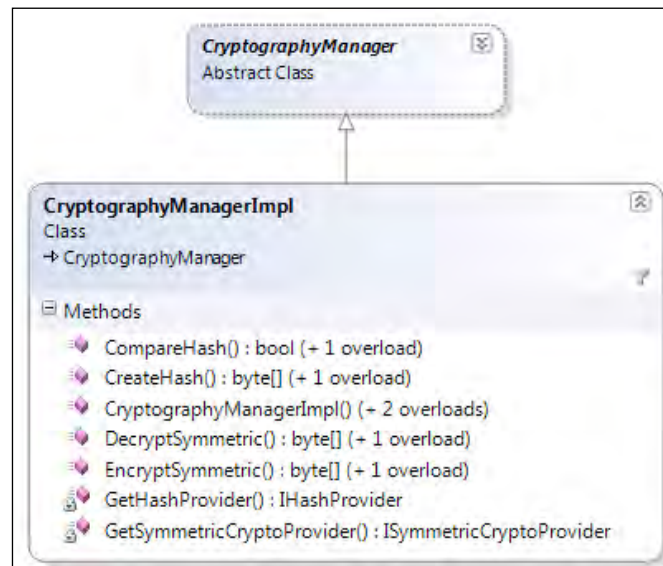 CryptographyManager
Abstract Class
CryptographyManagerImpl
Class
CryptographyManager
Methods
CompareHash() : bool (+ 1 overload)
CreateHash() : byte[] (+ 1 overload)
CryptographyManagerImpl() (+ 2 overloads)
DecryptSymmetric() : byte[] (+ 1 overload)
EncryptSymmetric() : byte[] (+ 1 overload)
GetHashProvider() : IHashProvider
GetSymmetricCryptoProvider() : ISymmetricCryptoProvider